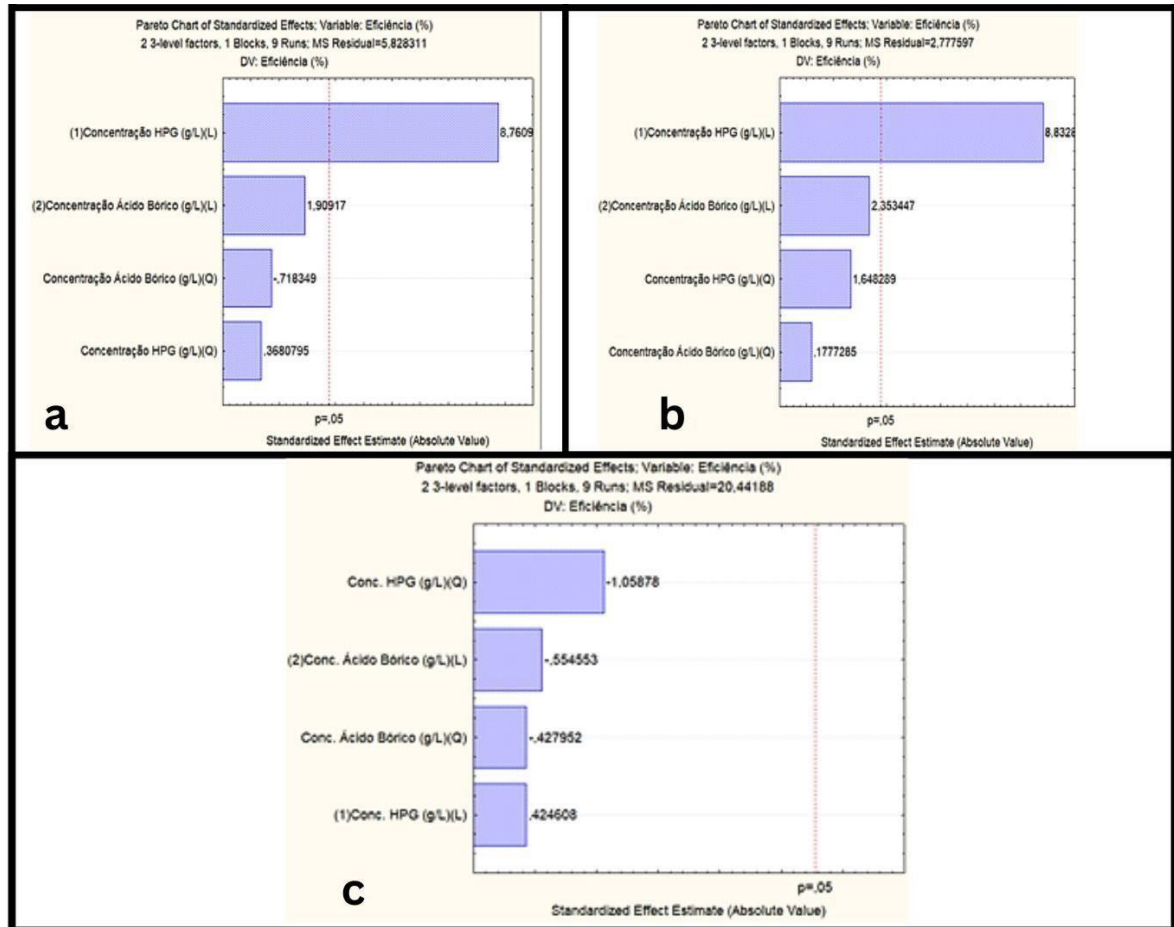 Pareto Chart of Standardized Effects; Variable: Eficiência (%)
2 3-level factors, 1 Blocks, 9 Runs; MS Residual=5,828311
DV: Eficiência (%)
(1)Concentração HPG (g/L)(L)
8,7609
(2)Concentração Ácido Bórico (g/L)(L)
1,90917
Concentração Ácido Bórico (g/L)(Q)
-,718349
Concentração HPG (g/L)(Q)
,3680795
p=,05
Standardized Effect Estimate (Absolute Value)
a
Pareto Chart of Standardized Effects; Variable: Eficiência (%)
2 3-level factors, 1 Blocks, 9 Runs; MS Residual=2,777597
DV: Eficiência (%)
(1)Concentração HPG (g/L)(L)
8,8328
(2)Concentração Ácido Bórico (g/L)(L)
2,353447
Concentração HPG (g/L)(Q)
1,648289
Concentração Ácido Bórico (g/L)(Q)
,1777285
p=,05
Standardized Effect Estimate (Absolute Value)
b
Pareto Chart of Standardized Effects; Variable: Eficiência (%)
2 3-level factors, 1 Blocks, 9 Runs; MS Residual=20,44188
DV: Eficiência (%)
Conc. HPG (g/L)(Q)
-1,05878
(2)Conc. Ácido Bórico (g/L)(L)
-,554553
Conc. Ácido Bórico (g/L)(Q)
-,427952
(1)Conc. HPG (g/L)(L)
,424608
p=,05
Standardized Effect Estimate (Absolute Value)
c